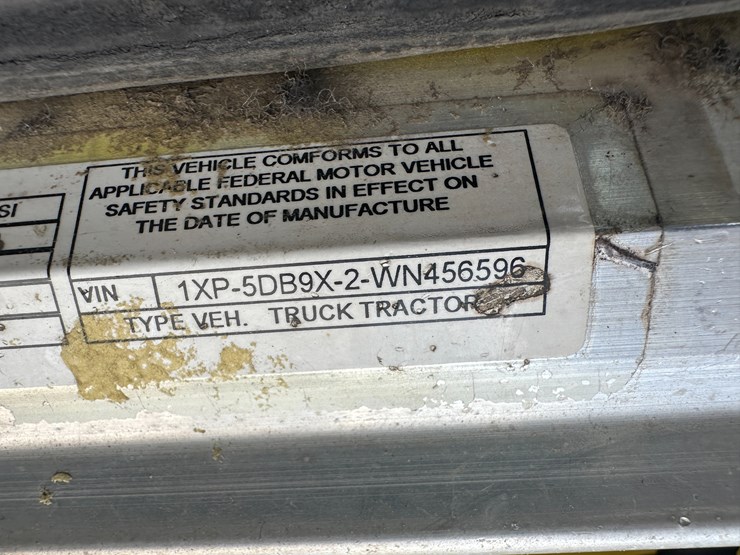 THIS VEHICLE COMFORMS TO ALL
APPLICABLE FEDERAL MOTOR VEHICLE
SAFETY STANDARDS IN EFFECT ON
THE DATE OF MANUFACTURE
SI
VIN 1XP-5DB9X-2-WN456596
TYPE VEH. TRUCK TRACTOR